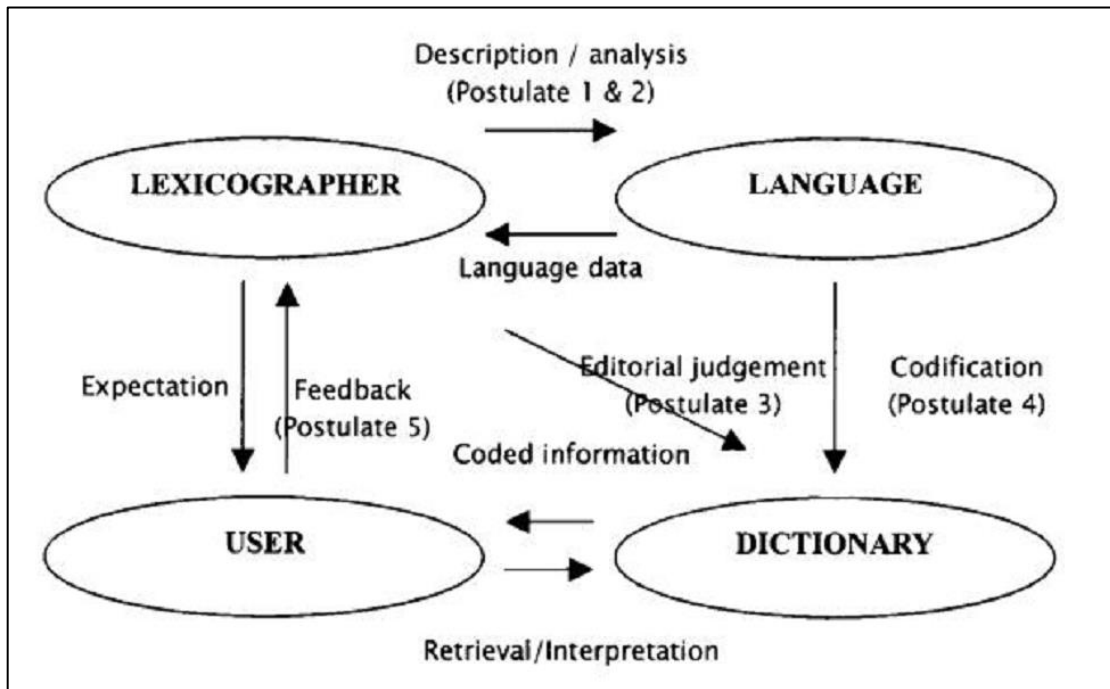 Description / analysis
(Postulate 1 & 2)
LEXICOGRAPHER
LANGUAGE
Language data
Expectation
Feedback
(Postulate 5)
Editorial judgement
(Postulate 3)
Codification
(Postulate 4)
Coded information
USER
DICTIONARY
Retrieval/Interpretation